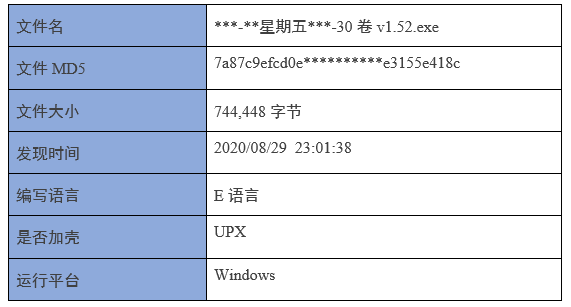 文件名 ***-**星期五***-30 卷 v1.52.exe
文件 MD5 7a87c9efcd0e**********e3155e418c
文件大小 744,448 字节
发现时间 2020/08/29  23:01:38
编写语言 E 语言
是否加壳 UPX
运行平台 Windows